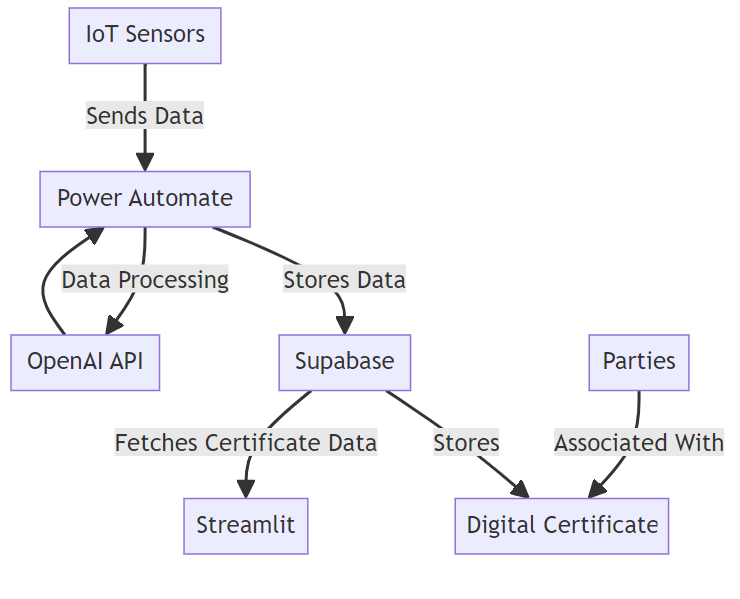 IoT Sensors
Sends Data
Power Automate
Data Processing
Stores Data
OpenAI API
Supabase
Parties
Fetches Certificate Data
Stores
Associated With
Streamlit
Digital Certificate